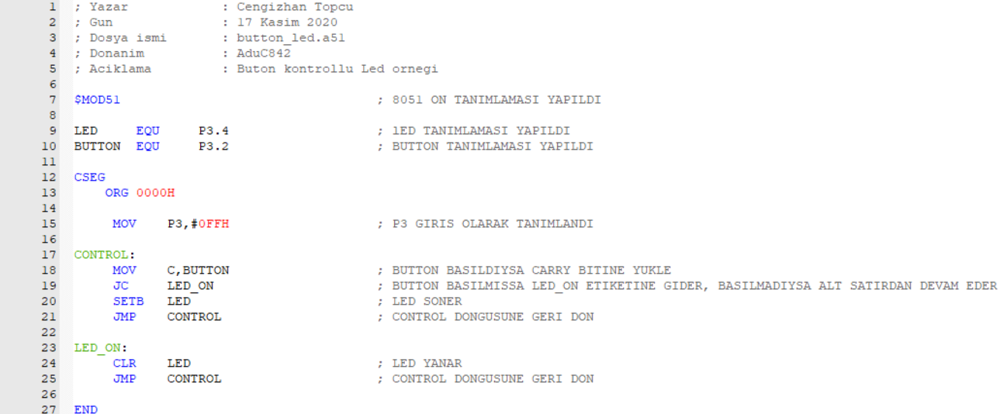 1 ; Yazar : Cengizhan Topcu
2 ; Gun : 17 Kasim 2020
3 ; Dosya ismi : button_led.a51
4 ; Donanim : AduC842
5 ; Aciklama : Buton kontrollu Led ornegi
6
7 $MOD51 ; 8051 ON TANIMLAMASI YAPILDI
8
9 LED EQU P3.4 ; lED TANIMLAMASI YAPILDI
10 BUTTON EQU P3.2 ; BUTTON TANIMLAMASI YAPILDI
11
12 CSEG
13 ORG 0000H
14
15 MOV P3,#0FFH ; P3 GIRIS OLARAK TANIMLANDI
16
17 CONTROL:
18 MOV C,BUTTON ; BUTTON BASILDIYSA CARRY BITINE YUKLE
19 JC LED_ON ; BUTTON BASILMISSA LED_ON ETIKETINE GIDER, BASILMADIYSA ALT SATIRDAN DEVAM EDER
20 SETB LED ; LED SONER
21 JMP CONTROL ; CONTROL DONGUSUNE GERI DON
22
23 LED_ON:
24 CLR LED ; LED YANAR
25 JMP CONTROL ; CONTROL DONGUSUNE GERI DON
26
27 END